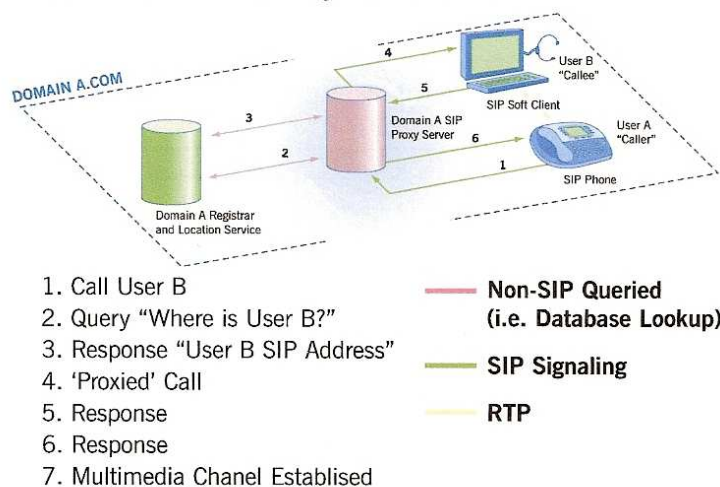 DOMAIN A.COM
4
User B
"Callee"
5
SIP Soft Client
3
Domain A SIP
Proxy Server
6
User A
"Caller"
2
1
SIP Phone
Domain A Registrar
and Location Service
1. Call User B
2. Query "Where is User B?"
3. Response "User B SIP Address"
4. 'Proxied' Call
5. Response
6. Response
7. Multimedia Chanel Establised
Non-SIP Queried
(i.e. Database Lookup)
SIP Signaling
RTP